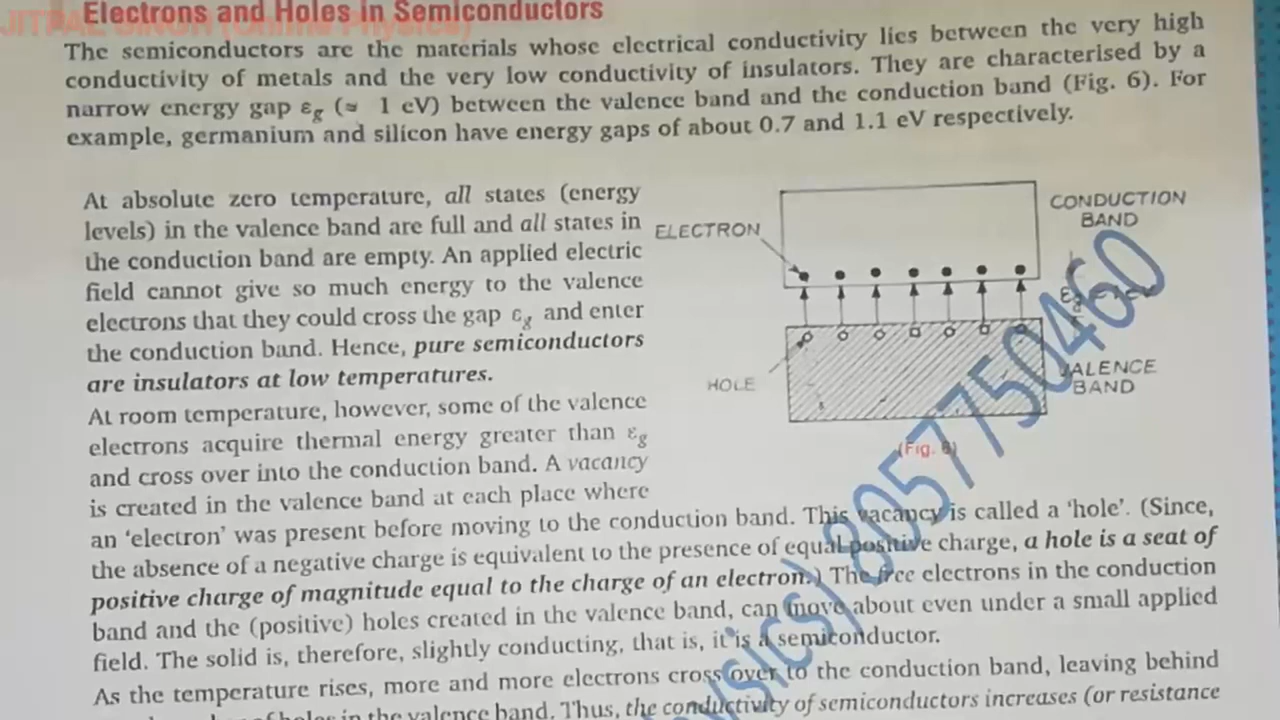 Electrons and Holes in Semiconductors
JITPAL SINGH (Online Physics)
The semiconductors are the materials whose electrical conductivity lies between the very high
conductivity of metals and the very low conductivity of insulators. They are characterised by a
narrow energy gap εg (≈ 1 eV) between the valence band and the conduction band (Fig. 6). For
example, germanium and silicon have energy gaps of about 0.7 and 1.1 eV respectively.
At absolute zero temperature, all states (energy
levels) in the valence band are full and all states in
the conduction band are empty. An applied electric
field cannot give so much energy to the valence
electrons that they could cross the gap εg and enter
the conduction band. Hence, pure semiconductors
are insulators at low temperatures.
At room temperature, however, some of the valence
electrons acquire thermal energy greater than εg
and cross over into the conduction band. A vacancy
is created in the valence band at each place where
ELECTRON
CONDUCTION
BAND
εg
HOLE
VALENCE
BAND
(Fig. 6)
an 'electron' was present before moving to the conduction band. This vacancy is called a 'hole'. (Since,
the absence of a negative charge is equivalent to the presence of equal positive charge, a hole is a seat of
positive charge of magnitude equal to the charge of an electron.) The free electrons in the conduction
band and the (positive) holes created in the valence band, can move about even under a small applied
field. The solid is, therefore, slightly conducting, that is, it is a semiconductor.
As the temperature rises, more and more electrons cross over to the conduction band, leaving behind
of holes in the valence band. Thus, the conductivity of semiconductors increases (or resistance
ysics) 8057750460